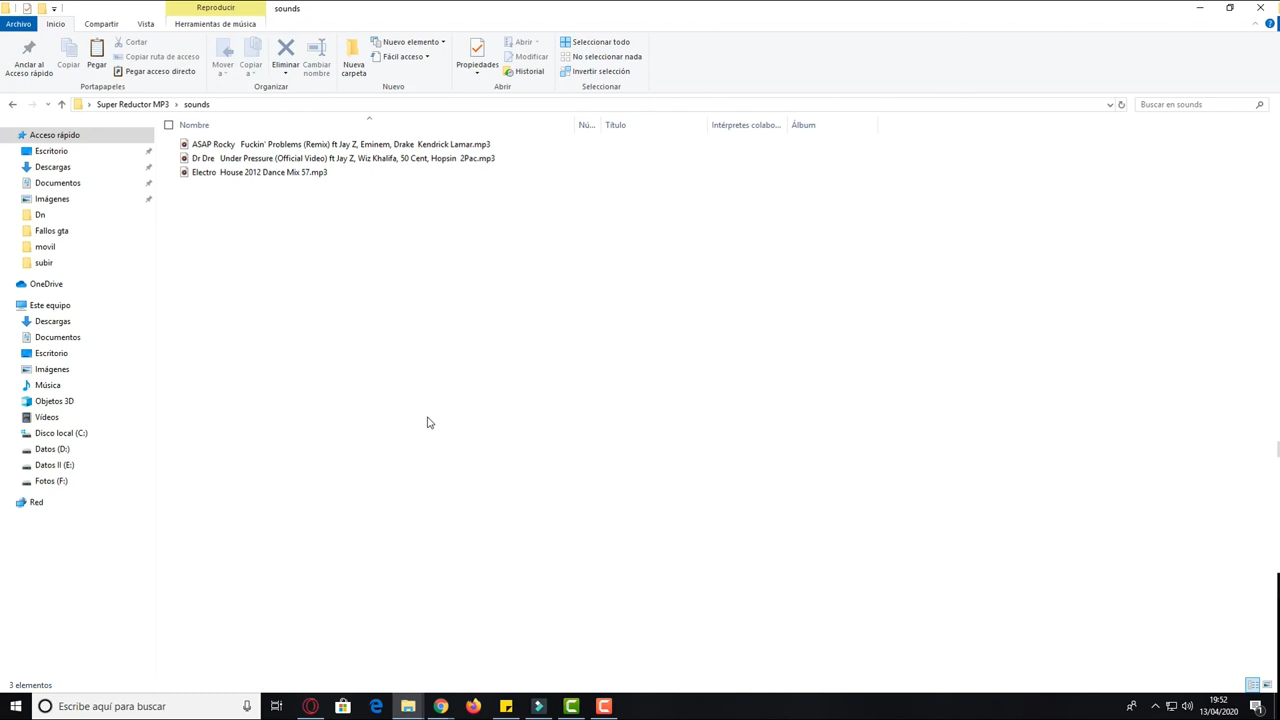 Reproducir
sounds
Archivo
Inicio
Compartir
Vista
Herramientas de música
Anclar al
Acceso rápido
Copiar
Pegar
Cortar
Copiar ruta de acceso
Pegar acceso directo
Portapapeles
Mover
a
Copiar
a
Eliminar
Cambiar
nombre
Organizar
Nueva
carpeta
Nuevo elemento
Fácil acceso
Nuevo
Propiedades
Abrir
Modificar
Historial
Abrir
Seleccionar todo
No seleccionar nada
Invertir selección
Seleccionar
Super Reductor MP3 › sounds
Buscar en sounds
Nombre
Nú...
Título
Intérpretes colabo...
Álbum
ASAP Rocky Fuckin' Problems (Remix) ft Jay Z, Eminem, Drake Kendrick Lamar.mp3
Dr Dre Under Pressure (Official Video) ft Jay Z, Wiz Khalifa, 50 Cent, Hopsin 2Pac.mp3
Electro House 2012 Dance Mix 57.mp3
Acceso rápido
Escritorio
Descargas
Documentos
Imágenes
Dn
Fallos gta
movil
subir
OneDrive
Este equipo
Descargas
Documentos
Escritorio
Imágenes
Música
Objetos 3D
Vídeos
Disco local (C:)
Datos (D:)
Datos II (E:)
Fotos (F:)
Red
3 elementos
Escribe aquí para buscar
19:52
13/04/2020